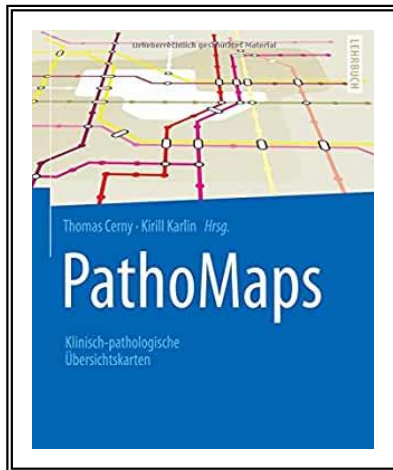 Urheberrechtlich geschütztes Material
LEHRBUCH
Thomas Cerny · Kirill Karlin Hrsg.
PathoMaps
Klinisch-pathologische
Übersichtskarten